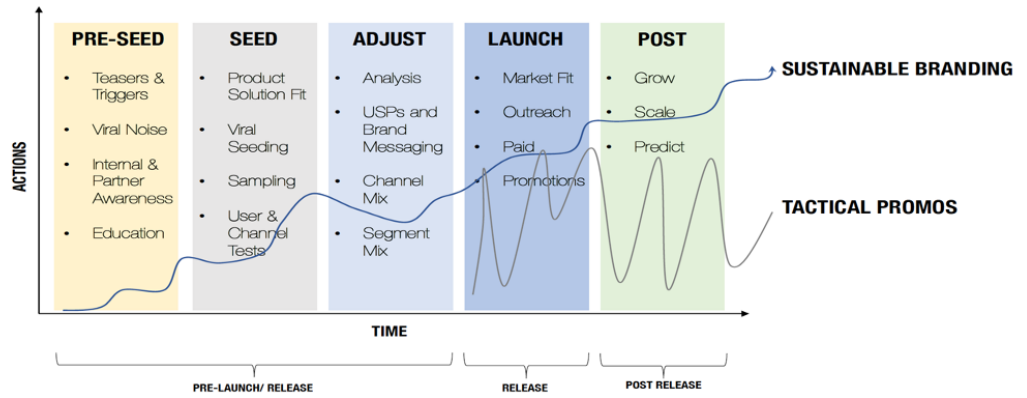 PRE-SEED
Teasers &
Triggers
Viral Noise
Internal &
Partner
Awareness
Education
SEED
Product
Solution Fit
Viral
Seeding
Sampling
User &
Channel
Tests
ADJUST
Analysis
USPs and
Brand
Messaging
Channel
Mix
Segment
Mix
LAUNCH
Market Fit
Outreach
Paid
Promotions
POST
Grow
Scale
Predict
SUSTAINABLE BRANDING
TACTICAL PROMOS
ACTIONS
TIME
PRE-LAUNCH/ RELEASE
RELEASE
POST RELEASE